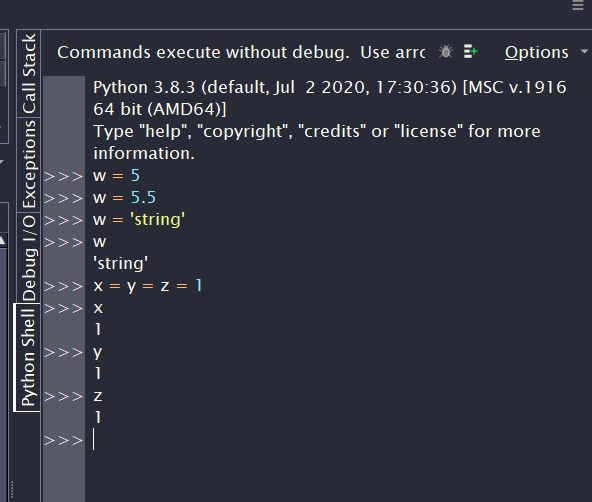 Commands execute without debug.  Use arrc
Options
Call Stack
Exceptions
Debug I/O
Python Shell
Python 3.8.3 (default, Jul  2 2020, 17:30:36) [MSC v.1916
64 bit (AMD64)]
Type "help", "copyright", "credits" or "license" for more
information.
>>> w = 5
>>> w = 5.5
>>> w = 'string'
>>> w
'string'
>>> x = y = z = 1
>>> x
1
>>> y
1
>>> z
1
>>>